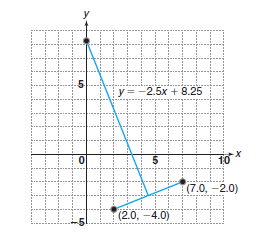 y
5
y = −2.5x + 8.25
0
5
10
x
(7.0, −2.0)
(2.0, −4.0)
−5